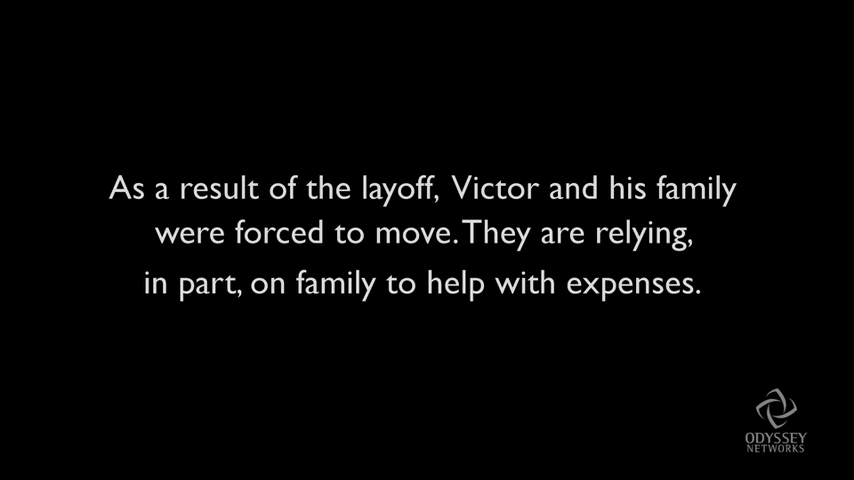 As a result of the layoff, Victor and his family
were forced to move. They are relying,
in part, on family to help with expenses.
ODYSSEY
NETWORKS